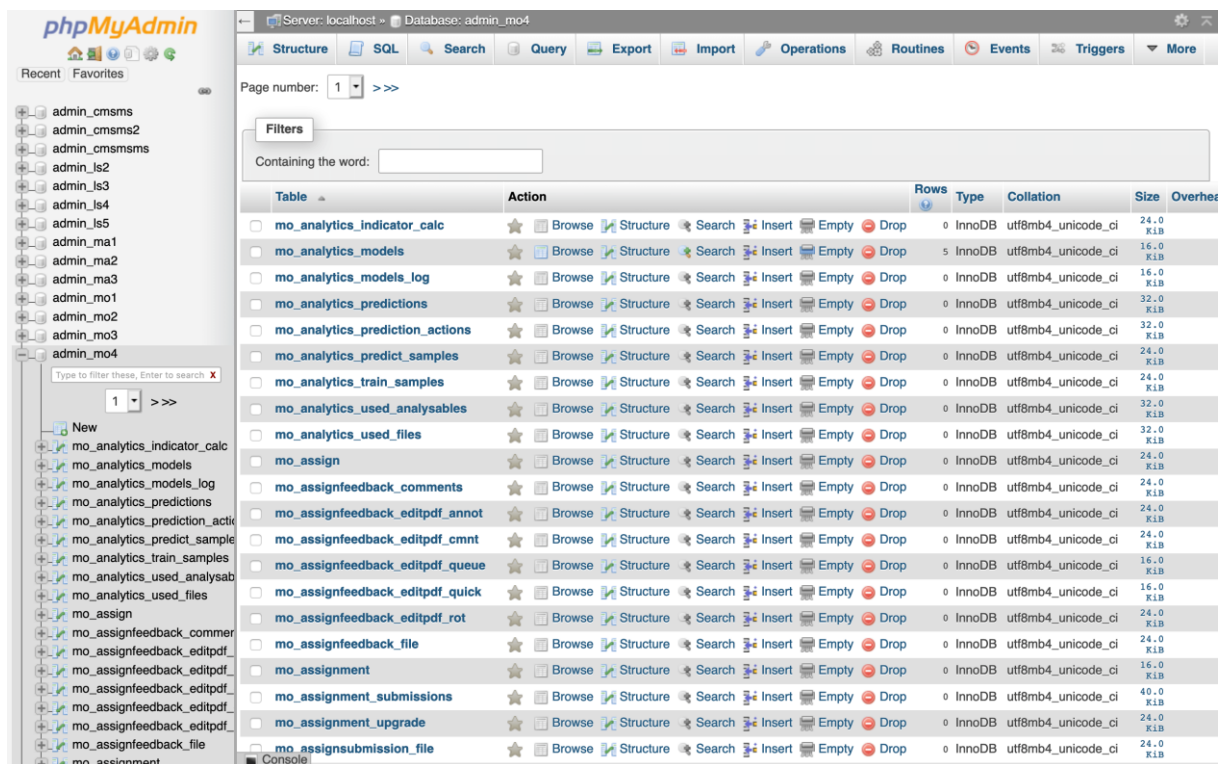 phpMyAdmin
Recent Favorites
admin_cmsms
admin_cmsms2
admin_cmsmsms
admin_ls2
admin_ls3
admin_ls4
admin_ls5
admin_ma1
admin_ma2
admin_ma3
admin_mo1
admin_mo2
admin_mo3
admin_mo4
Type to filter these, Enter to search X
1 > >>
New
mo_analytics_indicator_calc
mo_analytics_models
mo_analytics_models_log
mo_analytics_predictions
mo_analytics_prediction_actio
mo_analytics_predict_sample
mo_analytics_train_samples
mo_analytics_used_analysab
mo_analytics_used_files
mo_assign
mo_assignfeedback_commer
mo_assignfeedback_editpdf_
mo_assignfeedback_editpdf_
mo_assignfeedback_editpdf_
mo_assignfeedback_editpdf_
mo_assignfeedback_editpdf_
mo_assignfeedback_file
mo_assignment
Server: localhost » Database: admin_mo4
Structure SQL Search Query Export Import Operations Routines Events Triggers More
Page number: 1 > >>
Filters
Containing the word:
Table Action Rows Type Collation Size Overhea
mo_analytics_indicator_calc Browse Structure Search Insert Empty Drop 0 InnoDB utf8mb4_unicode_ci 24.0 KiB
mo_analytics_models Browse Structure Search Insert Empty Drop 5 InnoDB utf8mb4_unicode_ci 16.0 KiB
mo_analytics_models_log Browse Structure Search Insert Empty Drop 0 InnoDB utf8mb4_unicode_ci 16.0 KiB
mo_analytics_predictions Browse Structure Search Insert Empty Drop 0 InnoDB utf8mb4_unicode_ci 32.0 KiB
mo_analytics_prediction_actions Browse Structure Search Insert Empty Drop 0 InnoDB utf8mb4_unicode_ci 32.0 KiB
mo_analytics_predict_samples Browse Structure Search Insert Empty Drop 0 InnoDB utf8mb4_unicode_ci 24.0 KiB
mo_analytics_train_samples Browse Structure Search Insert Empty Drop 0 InnoDB utf8mb4_unicode_ci 24.0 KiB
mo_analytics_used_analysables Browse Structure Search Insert Empty Drop 0 InnoDB utf8mb4_unicode_ci 32.0 KiB
mo_analytics_used_files Browse Structure Search Insert Empty Drop 0 InnoDB utf8mb4_unicode_ci 32.0 KiB
mo_assign Browse Structure Search Insert Empty Drop 0 InnoDB utf8mb4_unicode_ci 24.0 KiB
mo_assignfeedback_comments Browse Structure Search Insert Empty Drop 0 InnoDB utf8mb4_unicode_ci 24.0 KiB
mo_assignfeedback_editpdf_annot Browse Structure Search Insert Empty Drop 0 InnoDB utf8mb4_unicode_ci 24.0 KiB
mo_assignfeedback_editpdf_cmnt Browse Structure Search Insert Empty Drop 0 InnoDB utf8mb4_unicode_ci 24.0 KiB
mo_assignfeedback_editpdf_queue Browse Structure Search Insert Empty Drop 0 InnoDB utf8mb4_unicode_ci 16.0 KiB
mo_assignfeedback_editpdf_quick Browse Structure Search Insert Empty Drop 0 InnoDB utf8mb4_unicode_ci 16.0 KiB
mo_assignfeedback_editpdf_rot Browse Structure Search Insert Empty Drop 0 InnoDB utf8mb4_unicode_ci 24.0 KiB
mo_assignfeedback_file Browse Structure Search Insert Empty Drop 0 InnoDB utf8mb4_unicode_ci 24.0 KiB
mo_assignment Browse Structure Search Insert Empty Drop 0 InnoDB utf8mb4_unicode_ci 16.0 KiB
mo_assignment_submissions Browse Structure Search Insert Empty Drop 0 InnoDB utf8mb4_unicode_ci 40.0 KiB
mo_assignment_upgrade Browse Structure Search Insert Empty Drop 0 InnoDB utf8mb4_unicode_ci 24.0 KiB
mo_assignsubmission_file Browse Structure Search Insert Empty Drop 0 InnoDB utf8mb4_unicode_ci 24.0 KiB
Console